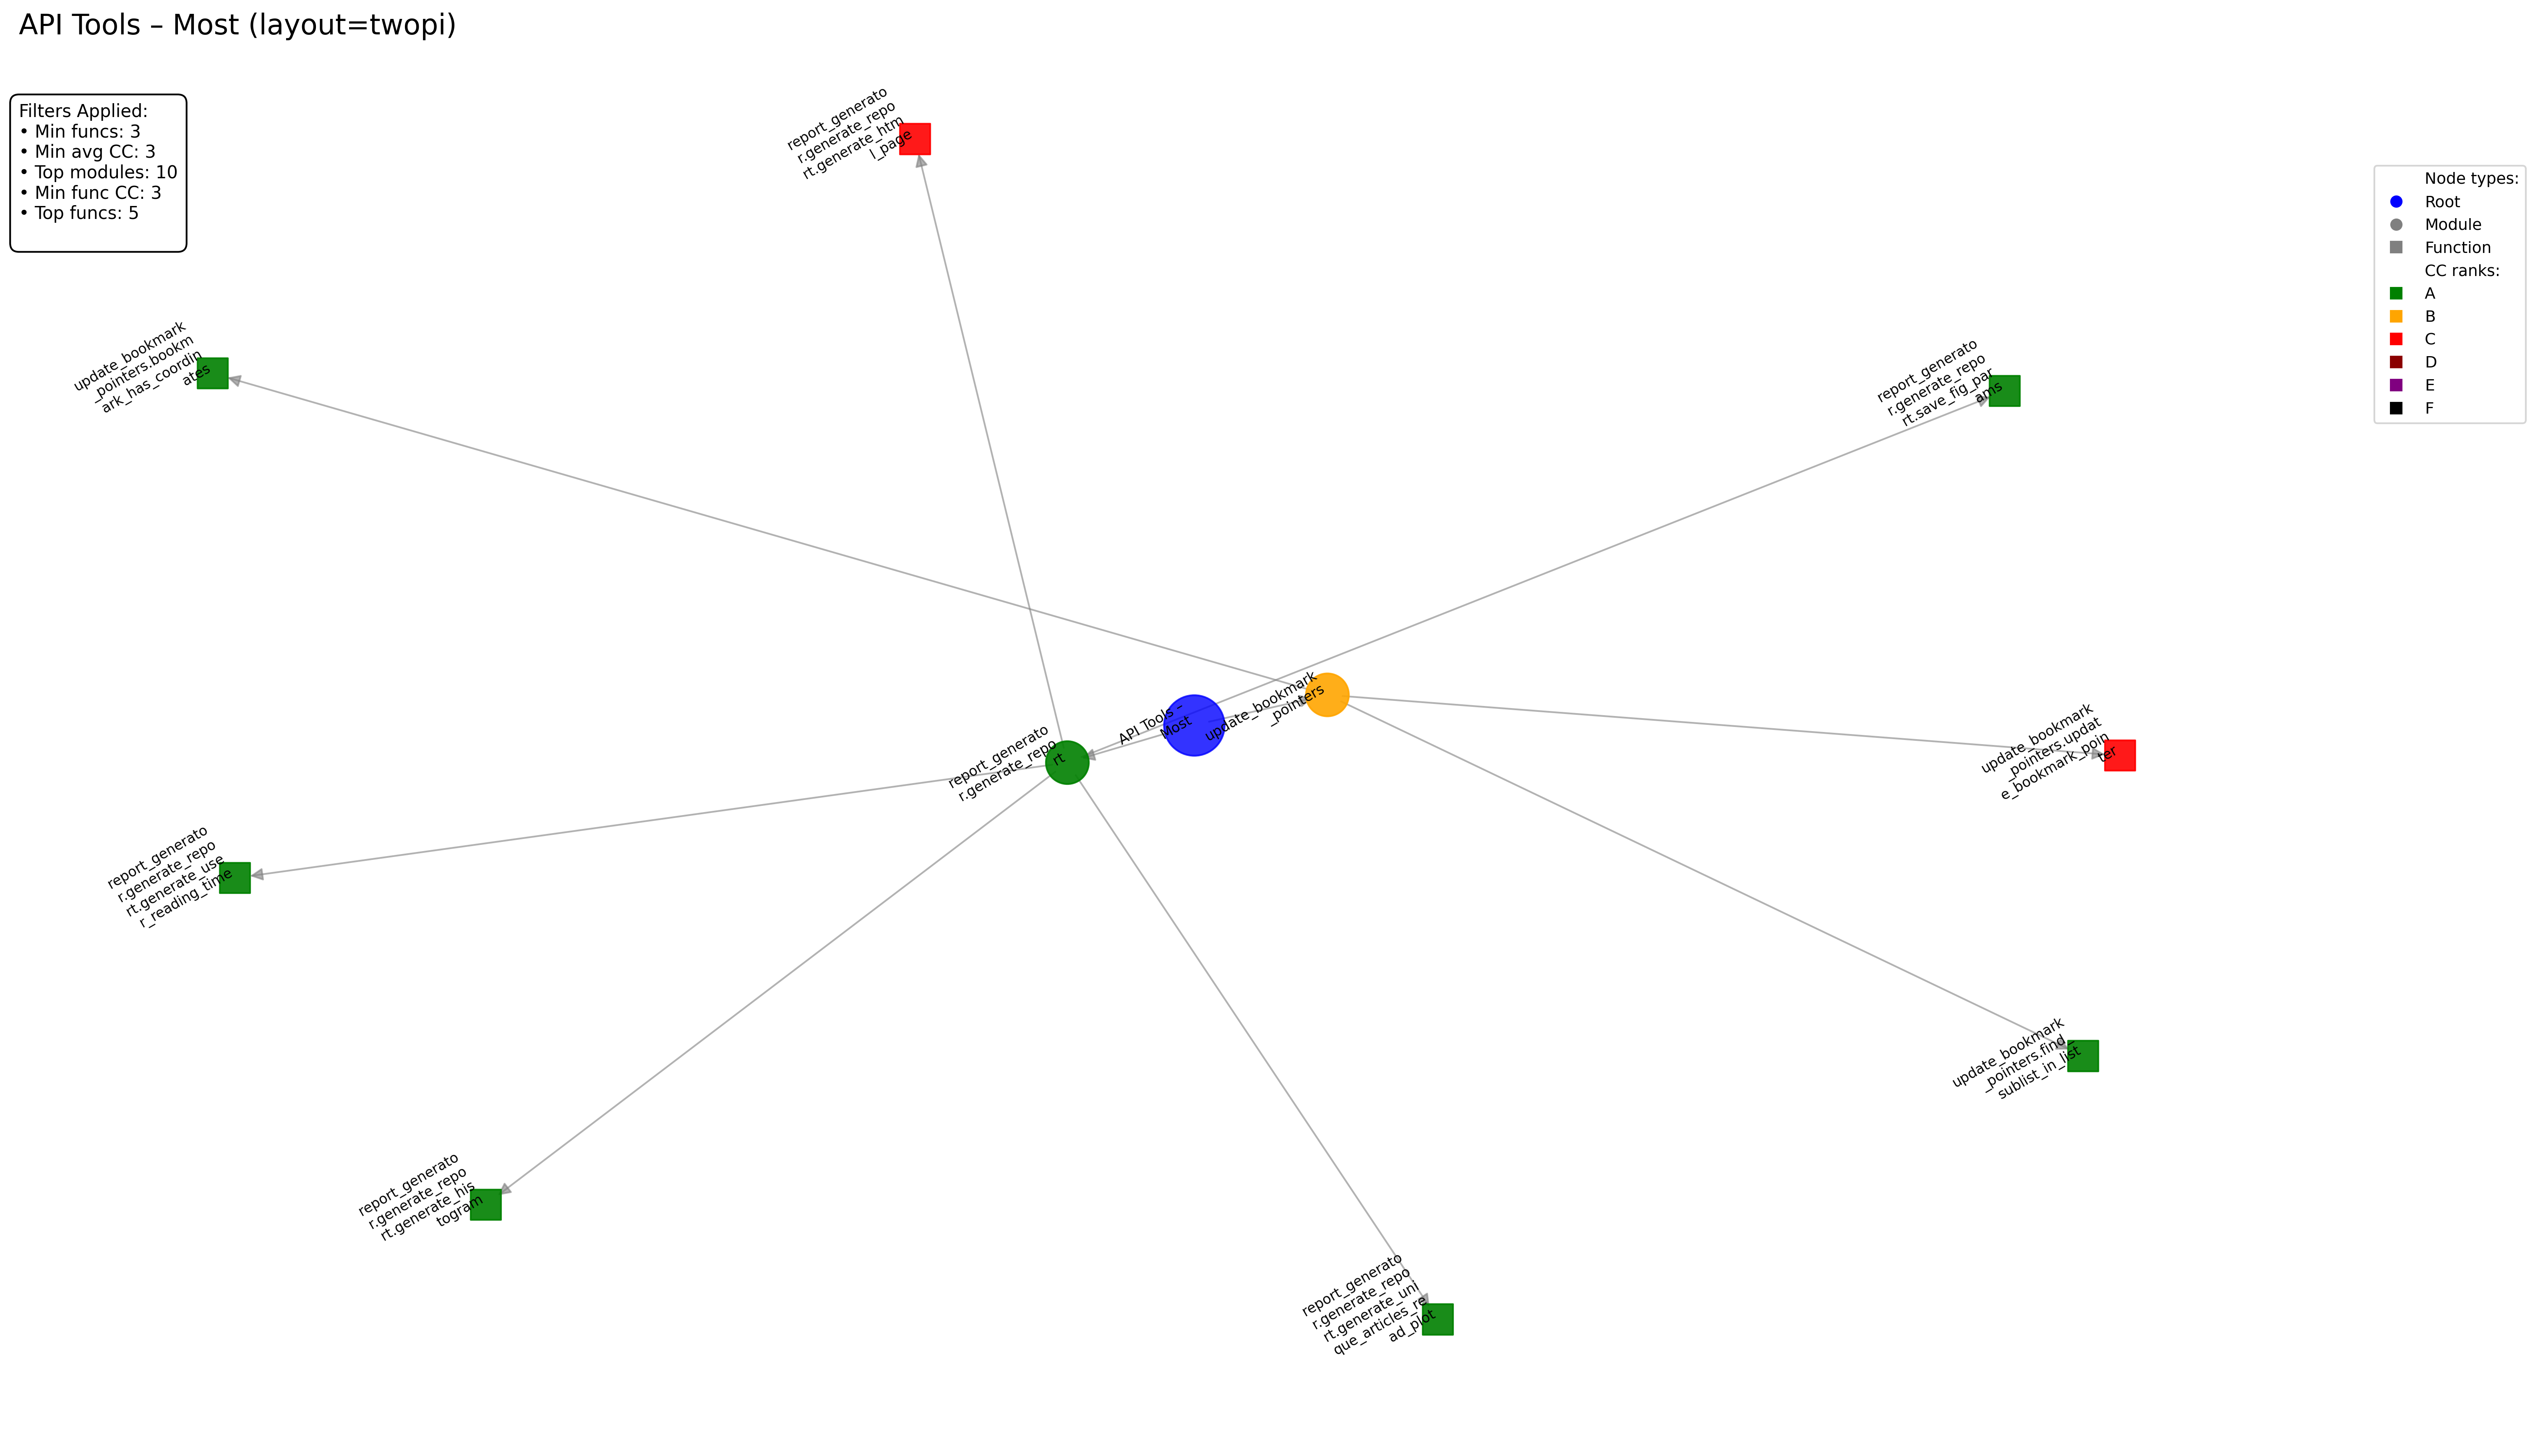 API Tools – Most (layout=twopi)
Filters Applied:
• Min funcs: 3
• Min avg CC: 3
• Top modules: 10
• Min func CC: 3
• Top funcs: 5
Node types:
Root
Module
Function
CC ranks:
A
B
C
D
E
F
report_generato
r.generate_repo
rt.generate_htm
l_page
update_bookmark
_pointers.bookm
ark_has_coordin
ates
report_generato
r.generate_repo
rt.save_fig_par
ams
API Tools –
Most
update_bookmark
_pointers
report_generato
r.generate_repo
rt
update_bookmark
_pointers.updat
e_bookmark_poin
ter
report_generato
r.generate_repo
rt.generate_use
r_reading_time
update_bookmark
_pointers.find_
sublist_in_list
report_generato
r.generate_repo
rt.generate_his
togram
report_generato
r.generate_repo
rt.generate_uni
que_articles_re
ad_plot